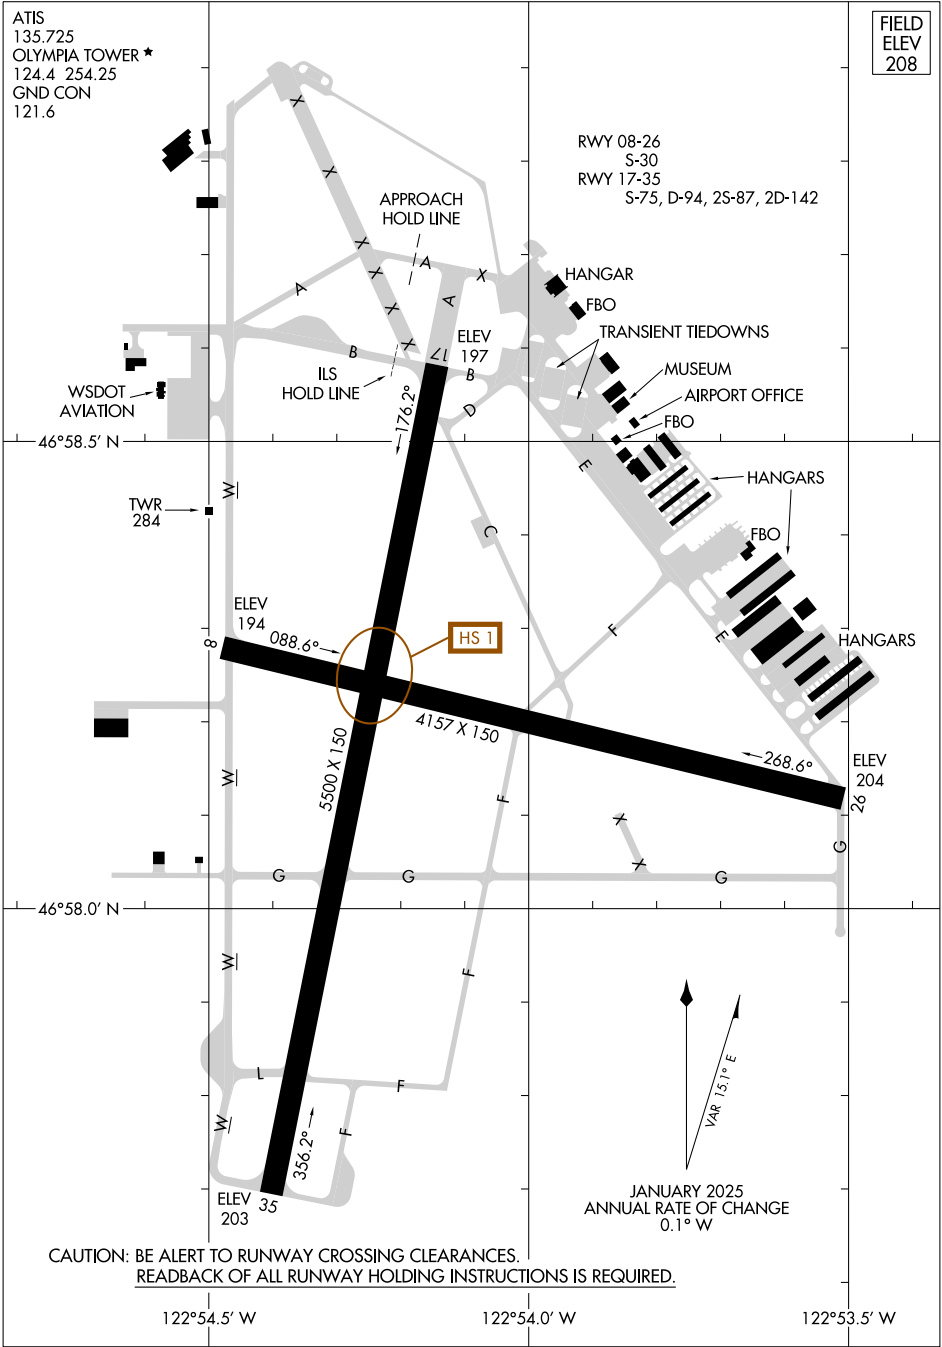 ATIS
135.725
OLYMPIA TOWER ★
124.4 254.25
GND CON
121.6
FIELD
ELEV
208
RWY 08-26
S-30
RWY 17-35
S-75, D-94, 2S-87, 2D-142
X
X
APPROACH
HOLD LINE
X
A
X
X
A
A
X
HANGAR
FBO
X
ELEV
197
TRANSIENT TIEDOWNS
17
B
X
ILS
HOLD LINE
B
MUSEUM
WSDOT
AVIATION
AIRPORT OFFICE
176.2°
D
FBO
46°58.5' N
E
W
HANGARS
TWR
284
C
FBO
ELEV
194
F
E
8
088.6°
HS 1
HANGARS
4157 X 150
5500 X 150
268.6°
ELEV
204
26
W
F
X
X
G
G
G
G
46°58.0' N
W
F
L
F
W
F
356.2°
ELEV
203
35
VAR 15.1° E
JANUARY 2025
ANNUAL RATE OF CHANGE
0.1° W
CAUTION: BE ALERT TO RUNWAY CROSSING CLEARANCES.
READBACK OF ALL RUNWAY HOLDING INSTRUCTIONS IS REQUIRED.
122°54.5' W
122°54.0' W
122°53.5' W